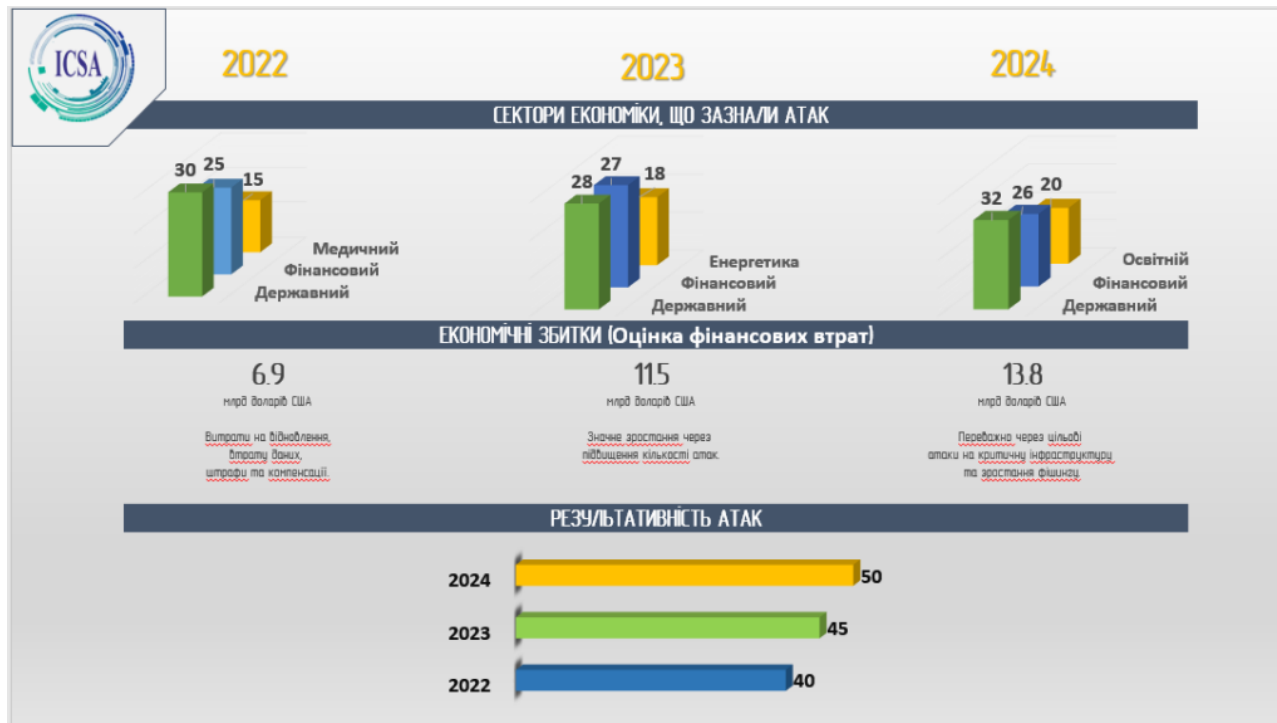 ICSA
2022
2023
2024
СЕКТОРИ ЕКОНОМІКИ, ЩО ЗАЗНАЛИ АТАК
30 25 15
Медичний
Фінансовий
Державний
28 27 18
Енергетика
Фінансовий
Державний
32 26 20
Освітній
Фінансовий
Державний
ЕКОНОМІЧНІ ЗБИТКИ (Оцінка фінансових втрат)
6.9
млрд доларів США
Витрати на відновлення,
втрату даних,
штрафи та компенсації.
11.5
млрд доларів США
Значне зростання через
підвищення кількості атак.
13.8
млрд доларів США
Переважно через цільові
атаки на критичну інфраструктуру
та зростання фішингу.
РЕЗУЛЬТАТИВНІСТЬ АТАК
2024 50
2023 45
2022 40